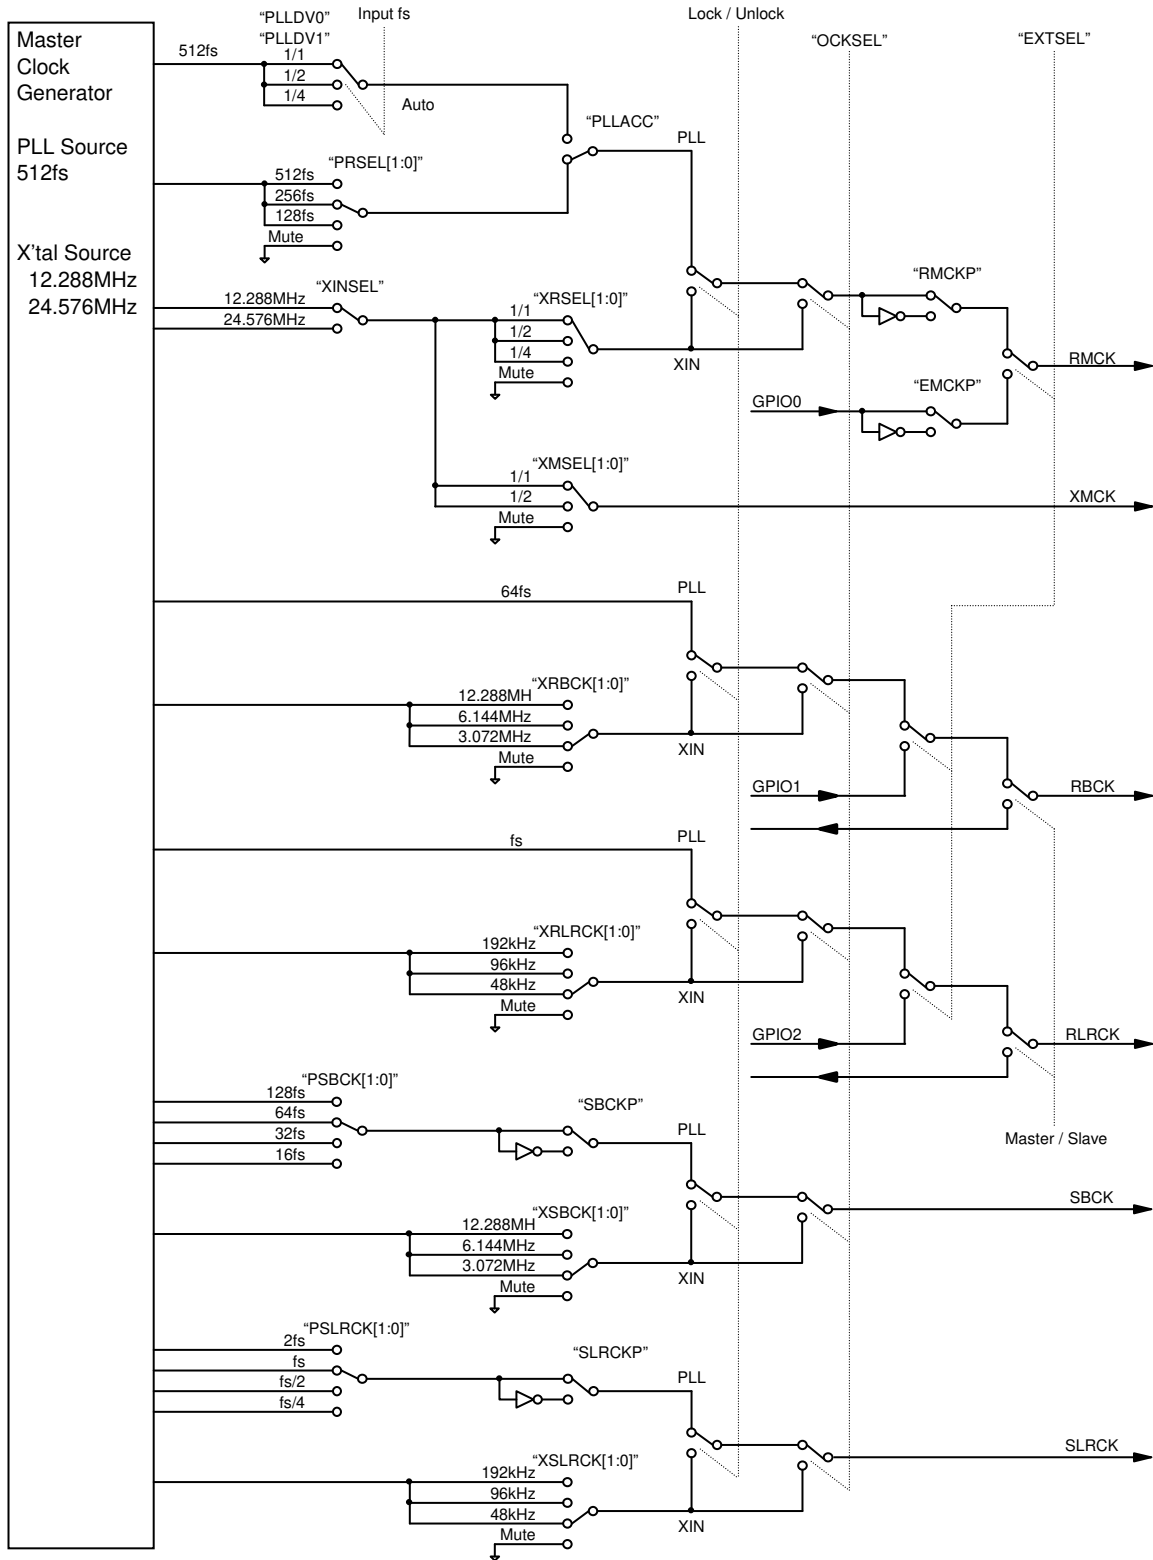 “PLLDV0”
“PLLDV1”
Input fs
Lock / Unlock
“OCKSEL”
“EXTSEL”
Master
Clock
Generator
PLL Source
512fs
X’tal Source
12.288MHz
24.576MHz
512fs
1/1
1/2
1/4
Auto
“PLLACC”
PLL
“PRSEL[1:0]”
512fs
256fs
128fs
Mute
“XINSEL”
12.288MHz
24.576MHz
“XRSEL[1:0]”
1/1
1/2
1/4
Mute
XIN
“RMCKP”
RMCK
GPIO0
“EMCKP”
“XMSEL[1:0]”
1/1
1/2
Mute
XMCK
64fs
PLL
“XRBCK[1:0]”
12.288MH
6.144MHz
3.072MHz
Mute
XIN
GPIO1
RBCK
fs
PLL
“XRLRCK[1:0]”
192kHz
96kHz
48kHz
Mute
XIN
GPIO2
RLRCK
Master / Slave
“PSBCK[1:0]”
128fs
64fs
32fs
16fs
“SBCKP”
PLL
SBCK
“XSBCK[1:0]”
12.288MH
6.144MHz
3.072MHz
Mute
XIN
“PSLRCK[1:0]”
2fs
fs
fs/2
fs/4
“SLRCKP”
PLL
SLRCK
“XSLRCK[1:0]”
192kHz
96kHz
48kHz
Mute
XIN